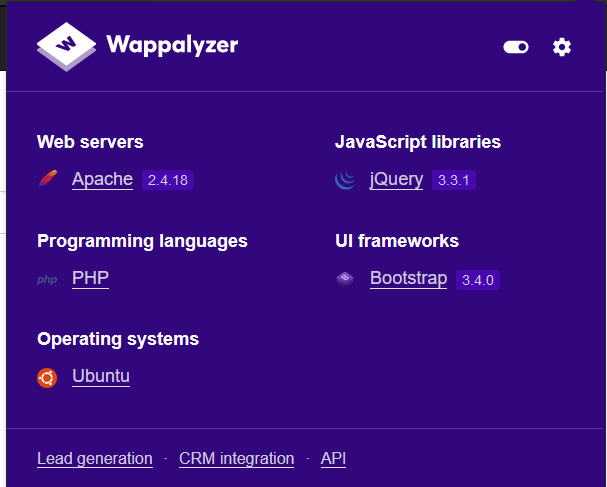 W Wappalyzer
Web servers
Apache 2.4.18
JavaScript libraries
jQuery 3.3.1
Programming languages
php PHP
UI frameworks
Bootstrap 3.4.0
Operating systems
Ubuntu
Lead generation · CRM integration · API